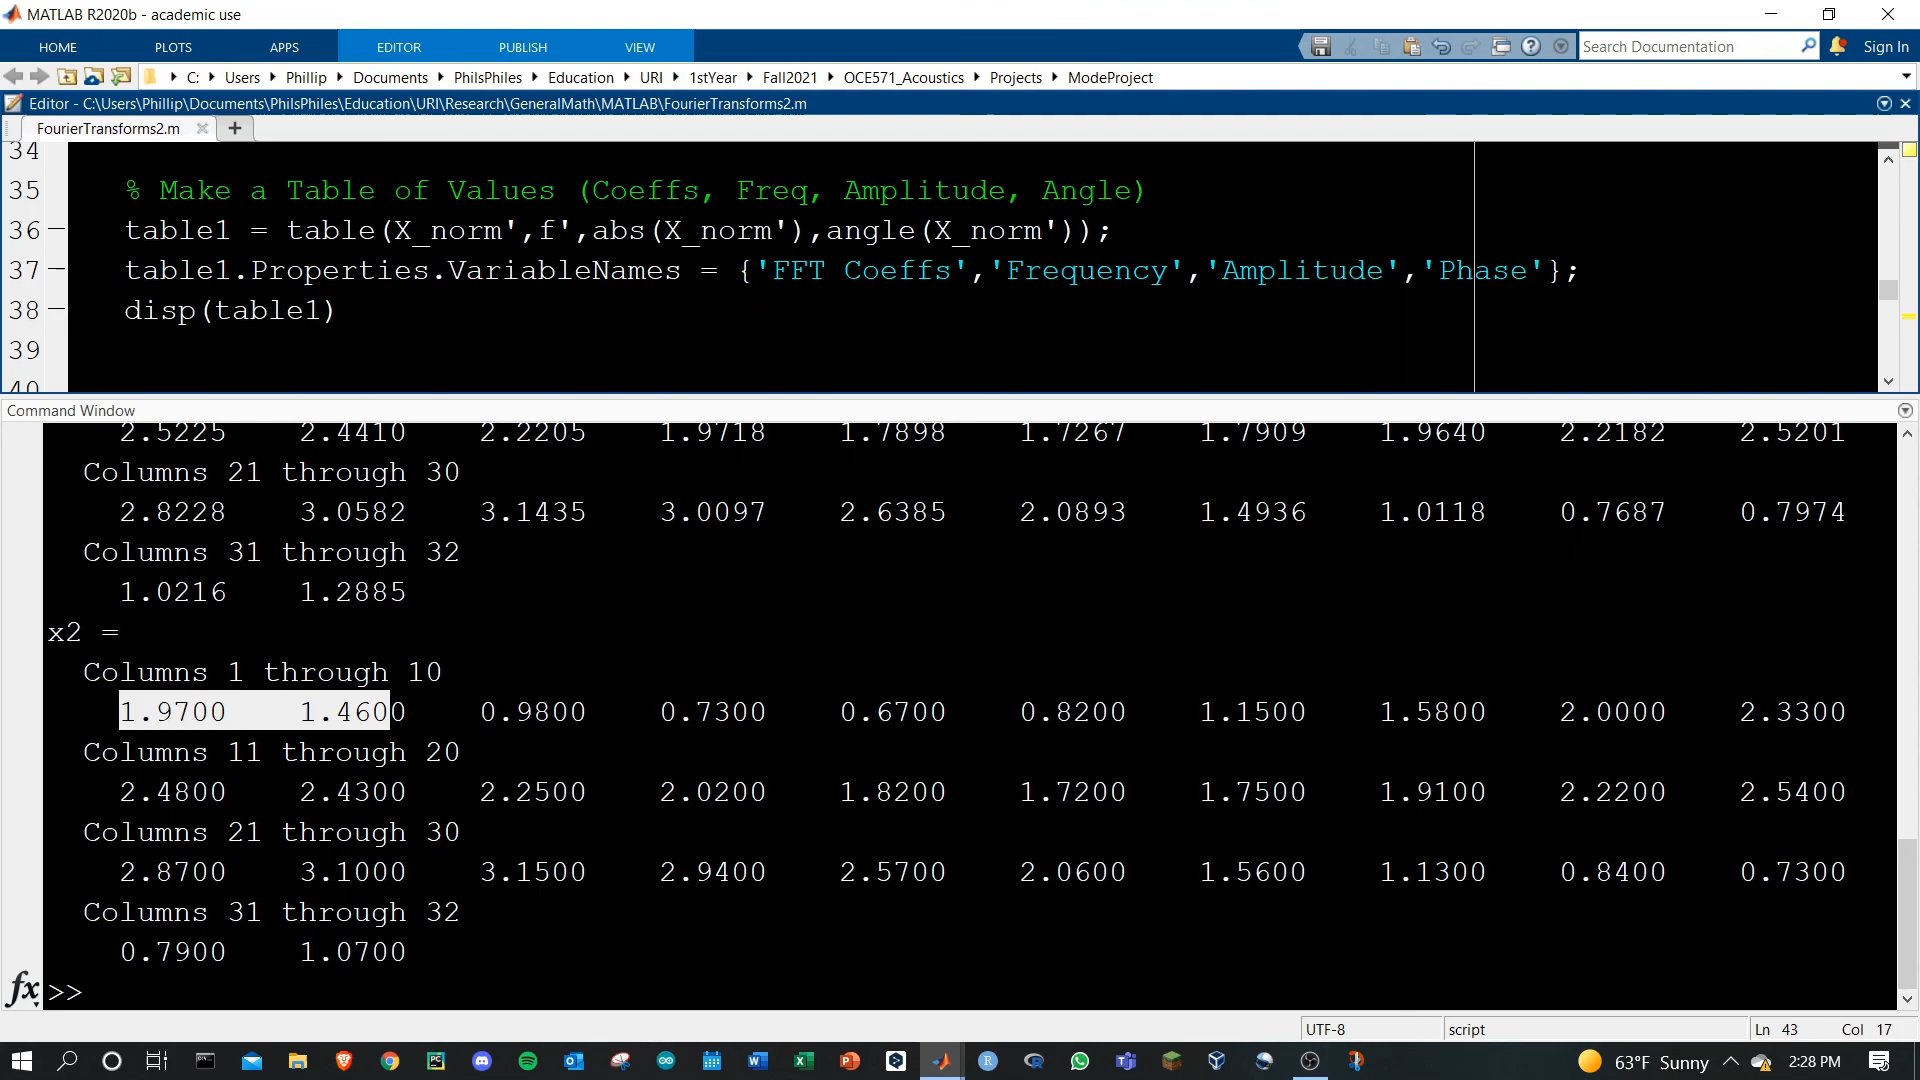 MATLAB R2020b - academic use
HOME PLOTS APPS EDITOR PUBLISH VIEW Search Documentation Sign In
C: Users Phillip Documents PhilsPhiles Education URI 1stYear Fall2021 OCE571_Acoustics Projects ModeProject
Editor - C:\Users\Phillip\Documents\PhilsPhiles\Education\URI\Research\GeneralMath\MATLAB\FourierTransforms2.m
FourierTransforms2.m
34
35 % Make a Table of Values (Coeffs, Freq, Amplitude, Angle)
36 table1 = table(X_norm',f',abs(X_norm'),angle(X_norm'));
37 table1.Properties.VariableNames = {'FFT Coeffs','Frequency','Amplitude','Phase'};
38 disp(table1)
39
40
Command Window
2.5225 2.4410 2.2205 1.9718 1.7898 1.7267 1.7909 1.9640 2.2182 2.5201
Columns 21 through 30
2.8228 3.0582 3.1435 3.0097 2.6385 2.0893 1.4936 1.0118 0.7687 0.7974
Columns 31 through 32
1.0216 1.2885
x2 =
Columns 1 through 10
1.9700 1.4600 0.9800 0.7300 0.6700 0.8200 1.1500 1.5800 2.0000 2.3300
Columns 11 through 20
2.4800 2.4300 2.2500 2.0200 1.8200 1.7200 1.7500 1.9100 2.2200 2.5400
Columns 21 through 30
2.8700 3.1000 3.1500 2.9400 2.5700 2.0600 1.5600 1.1300 0.8400 0.7300
Columns 31 through 32
0.7900 1.0700
fx >>
UTF-8 script Ln 43 Col 17
63°F Sunny 2:28 PM